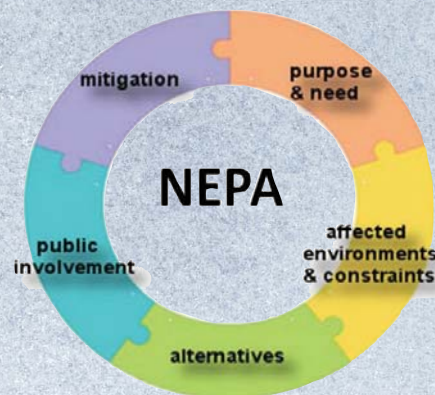 mitigation
purpose
& need
NEPA
affected
environments
& constraints
public
involvement
alternatives